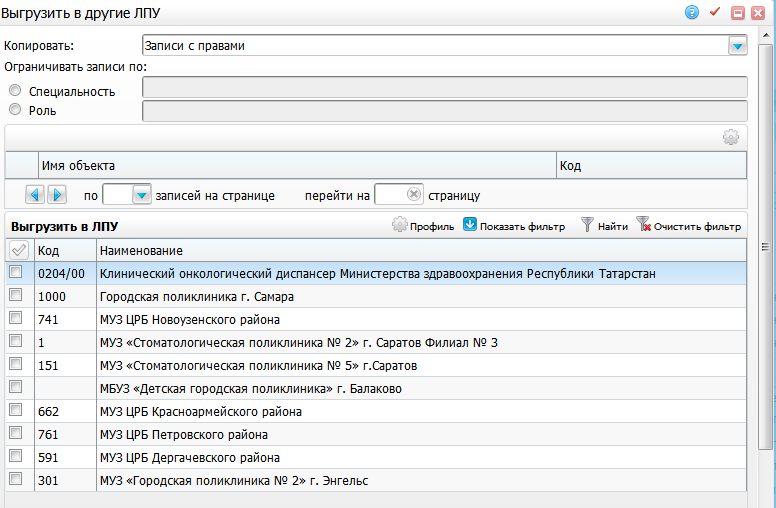 Выгрузить в другие ЛПУ
Копировать: Записи с правами
Ограничивать записи по:
Специальность
Роль
Имя объекта Код
по записей на странице перейти на страницу
Выгрузить в ЛПУ Профиль Показать фильтр Найти Очистить фильтр
Код Наименование
0204/00 Клинический онкологический диспансер Министерства здравоохранения Республики Татарстан
1000 Городская поликлиника г. Самара
741 МУЗ ЦРБ Новоузенского района
1 МУЗ «Стоматологическая поликлиника № 2» г. Саратов Филиал № 3
151 МУЗ «Стоматологическая поликлиника № 5» г.Саратов
МБУЗ «Детская городская поликлиника» г. Балаково
662 МУЗ ЦРБ Красноармейского района
761 МУЗ ЦРБ Петровского района
591 МУЗ ЦРБ Дергачевского района
301 МУЗ «Городская поликлиника № 2» г. Энгельс